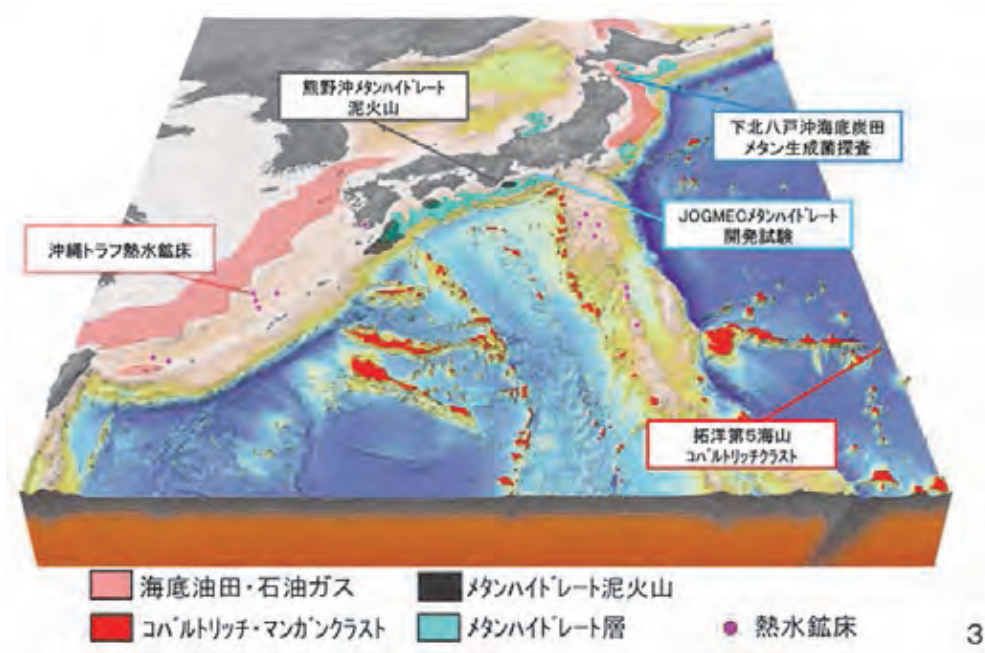 熊野沖メタンハイドレート
泥火山
下北八戸沖海底炭田
メタン生成菌探査
JOGMECメタンハイドレート
開発試験
沖縄トラフ熱水鉱床
拓洋第5海山
コバルトリッチクラスト
海底油田・石油ガス
メタンハイドレート泥火山
コバルトリッチ・マンガンクラスト
メタンハイドレート層
熱水鉱床
3